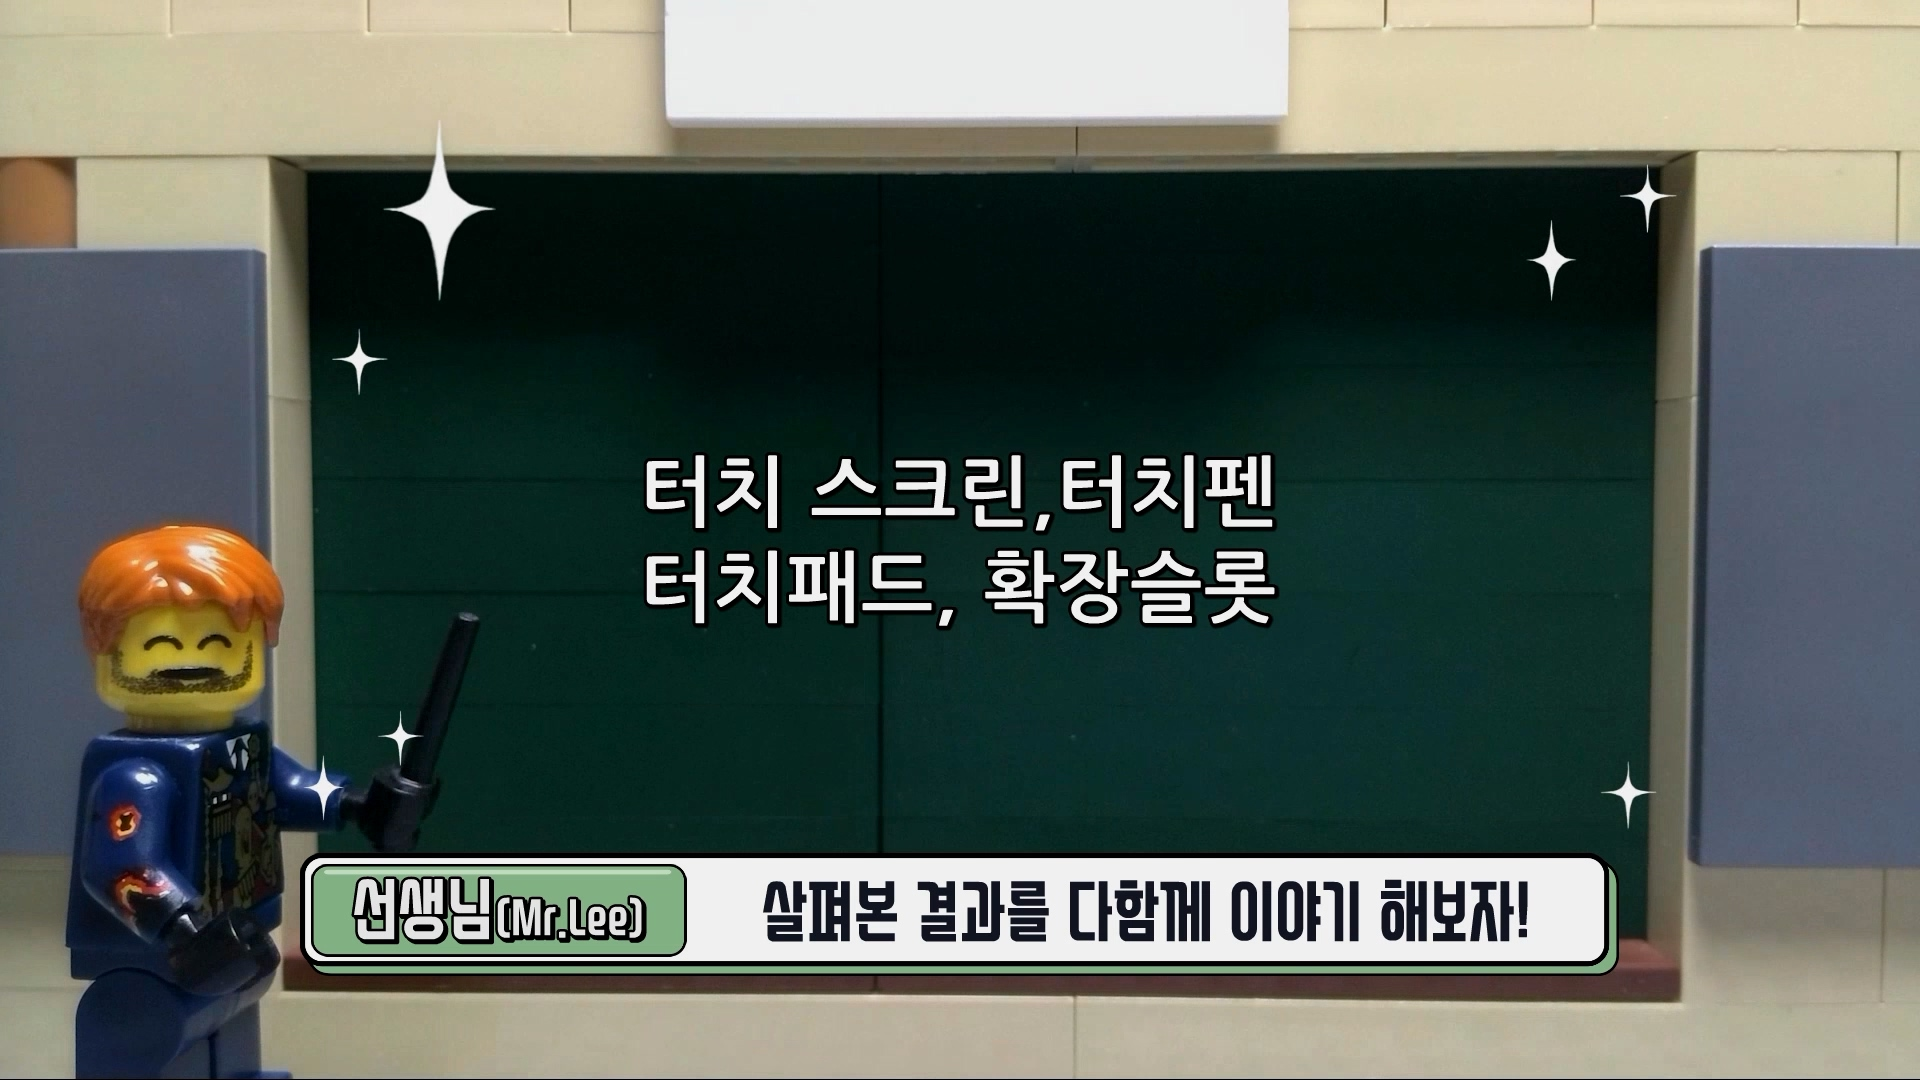 터치 스크린,터치펜
터치패드, 확장슬롯
선생님(Mr.Lee)
살펴본 결과를 다함께 이야기 해보자!